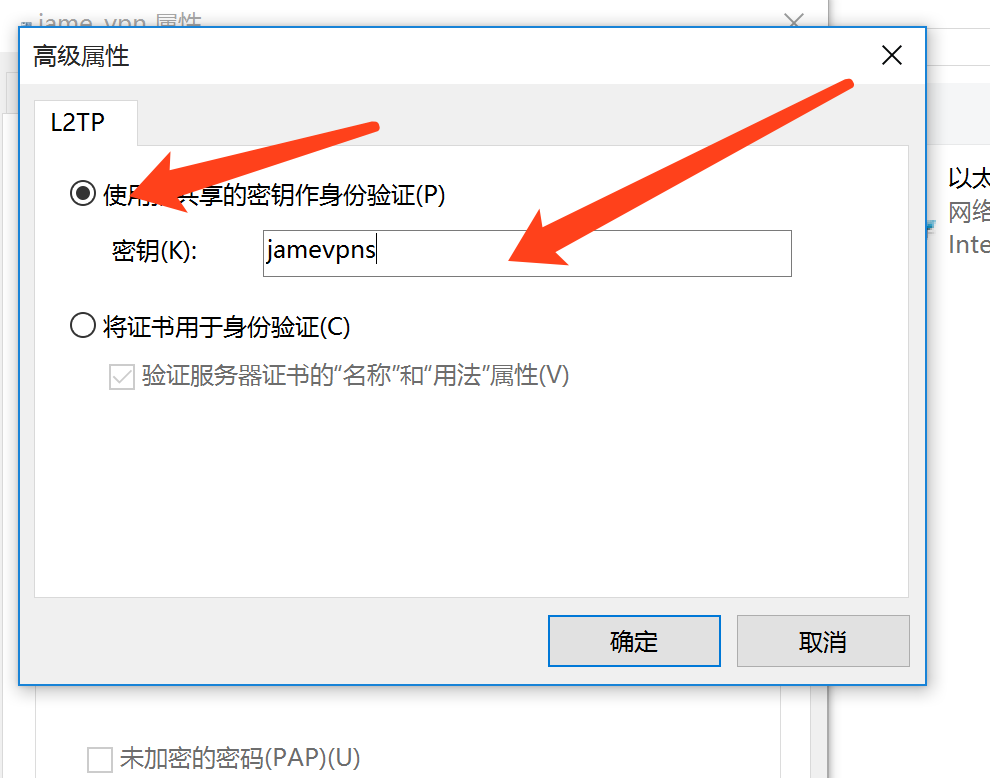 jame_vpn 属性
高级属性
L2TP
使用 共享的密钥作身份验证(P)
密钥(K):
jamevpns
将证书用于身份验证(C)
验证服务器证书的“名称”和“用法”属性(V)
确定
取消
未加密的密码(PAP)(U)
以太
网络
Inte